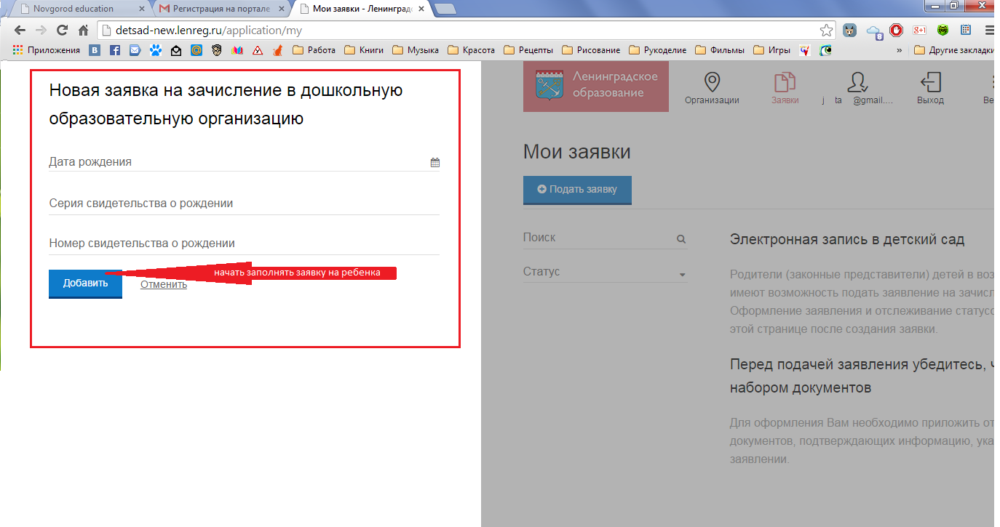 Novgorod education
Регистрация на портале
Мои заявки - Ленинград
detsad-new.lenreg.ru/application/my
Приложения
Работа
Книги
Музыка
Красота
Рецепты
Рисование
Рукоделие
Фильмы
Игры
»
Другие закладки
Новая заявка на зачисление в дошкольную
образовательную организацию
Дата рождения
Серия свидетельства о рождении
Номер свидетельства о рождении
Добавить
Отменить
начать заполнять заявку на ребенка
Ленинградское
образование
Организации
Заявки
j ta @gmail....
Выход
Ве
Мои заявки
Подать заявку
Поиск
Статус
Электронная запись в детский сад
Родители (законные представители) детей в воз
имеют возможность подать заявление на зачисл
Оформление заявления и отслеживание статусо
этой странице после создания заявки.
Перед подачей заявления убедитесь, ч
набором документов
Для оформления Вам необходимо приложить от
документов, подтверждающих информацию, ука
заявлении.